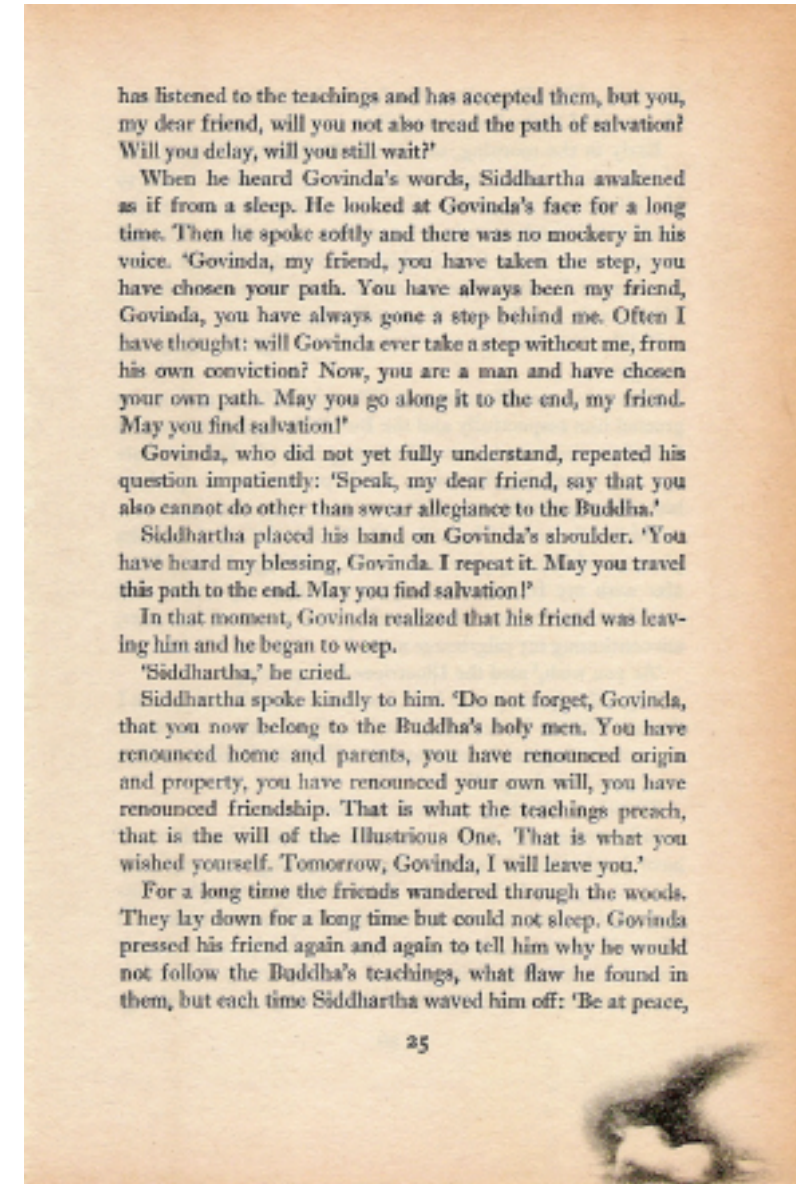 has listened to the teachings and has accepted them, but you,
my dear friend, will you not also tread the path of salvation?
Will you delay, will you still wait?’
When he heard Govinda’s words, Siddhartha awakened
as if from a sleep. He looked at Govinda’s face for a long
time. Then he spoke softly and there was no mockery in his
voice. ‘Govinda, my friend, you have taken the step, you
have chosen your path. You have always been my friend,
Govinda, you have always gone a step behind me. Often I
have thought: will Govinda ever take a step without me, from
his own conviction? Now, you are a man and have chosen
your own path. May you go along it to the end, my friend.
May you find salvation!’
Govinda, who did not yet fully understand, repeated his
question impatiently: ‘Speak, my dear friend, say that you
also cannot do other than swear allegiance to the Buddha.’
Siddhartha placed his hand on Govinda’s shoulder. ‘You
have heard my blessing, Govinda. I repeat it. May you travel
this path to the end. May you find salvation!’
In that moment, Govinda realized that his friend was leav-
ing him and he began to weep.
‘Siddhartha,’ he cried.
Siddhartha spoke kindly to him. ‘Do not forget, Govinda,
that you now belong to the Buddha’s holy men. You have
renounced home and parents, you have renounced origin
and property, you have renounced your own will, you have
renounced friendship. That is what the teachings preach,
that is the will of the Illustrious One. That is what you
wished yourself. Tomorrow, Govinda, I will leave you.’
For a long time the friends wandered through the woods.
They lay down for a long time but could not sleep. Govinda
pressed his friend again and again to tell him why he would
not follow the Buddha’s teachings, what flaw he found in
them, but each time Siddhartha waved him off: ‘Be at peace,
25